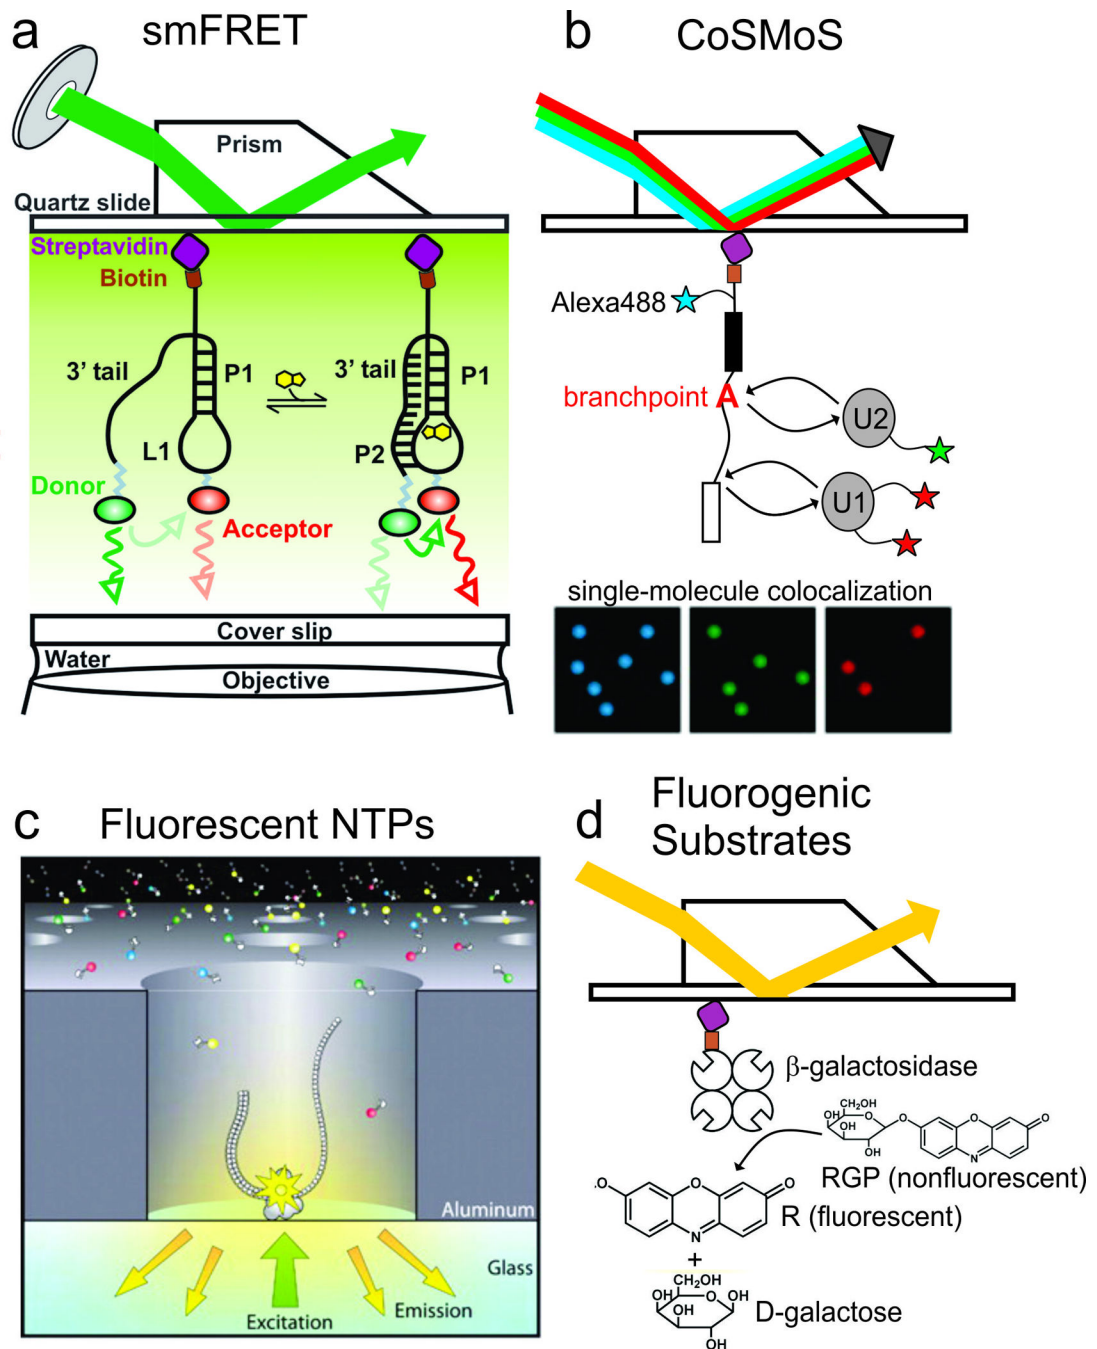 a
smFRET
Prism
Quartz slide
Streptavidin
Biotin
3’ tail
P1
3’ tail
P1
L1
P2
Donor
Acceptor
Cover slip
Water
Objective
b
CoSMoS
Alexa488
branchpoint A
U2
U1
single-molecule colocalization
c
Fluorescent NTPs
Aluminum
Glass
Excitation
Emission
d
Fluorogenic
Substrates
β-galactosidase
CH₂OH
OH
O
O
O
O
OH
OH
N
RGP (nonfluorescent)
O
O
O
N
R (fluorescent)
+
CH₂OH
OH
O
OH
OH
OH
D-galactose